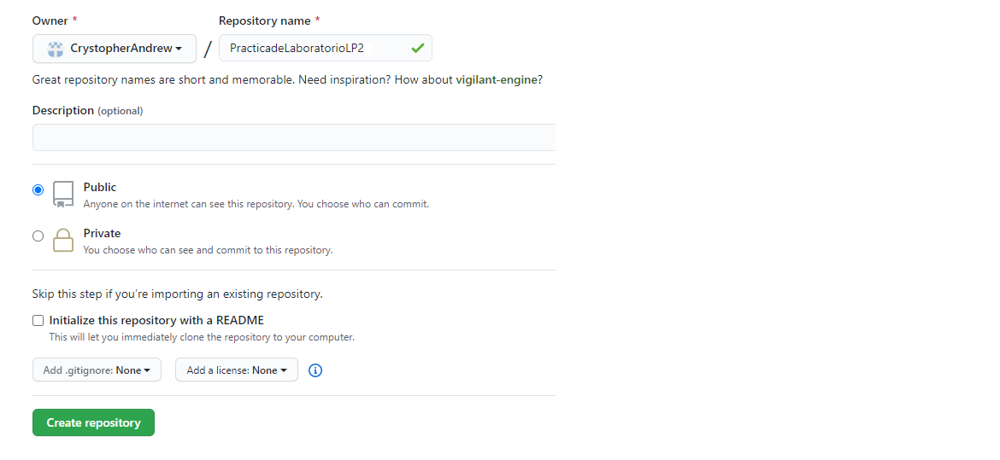 Owner * Repository name *
CrystopherAndrew / PracticadeLaboratorioLP2
Great repository names are short and memorable. Need inspiration? How about vigilant-engine?
Description (optional)
Public
Anyone on the internet can see this repository. You choose who can commit.
Private
You choose who can see and commit to this repository.
Skip this step if you’re importing an existing repository.
Initialize this repository with a README
This will let you immediately clone the repository to your computer.
Add .gitignore: None Add a license: None
Create repository